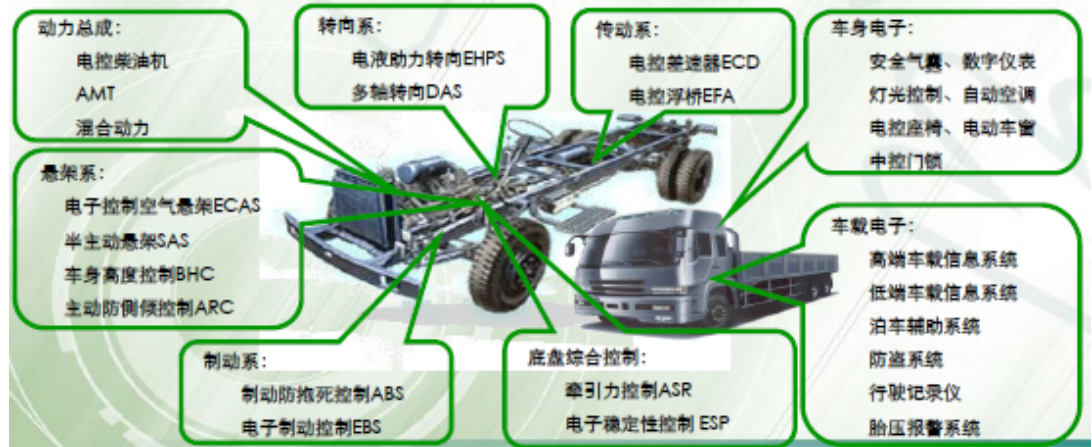 动力总成:
电控柴油机
AMT
混合动力
转向系:
电液助力转向EHPS
多轴转向DAS
传动系:
电控差速器ECD
电控浮桥EFA
车身电子:
安全气囊、数字仪表
灯光控制、自动空调
电控座椅、电动车窗
中控门锁
悬架系:
电子控制空气悬架ECAS
半主动悬架SAS
车身高度控制BHC
主动防侧倾控制ARC
车载电子:
高端车载信息系统
低端车载信息系统
泊车辅助系统
防盗系统
行驶记录仪
胎压报警系统
制动系:
制动防抱死控制ABS
电子制动控制EBS
底盘综合控制:
牵引力控制ASR
电子稳定性控制 ESP